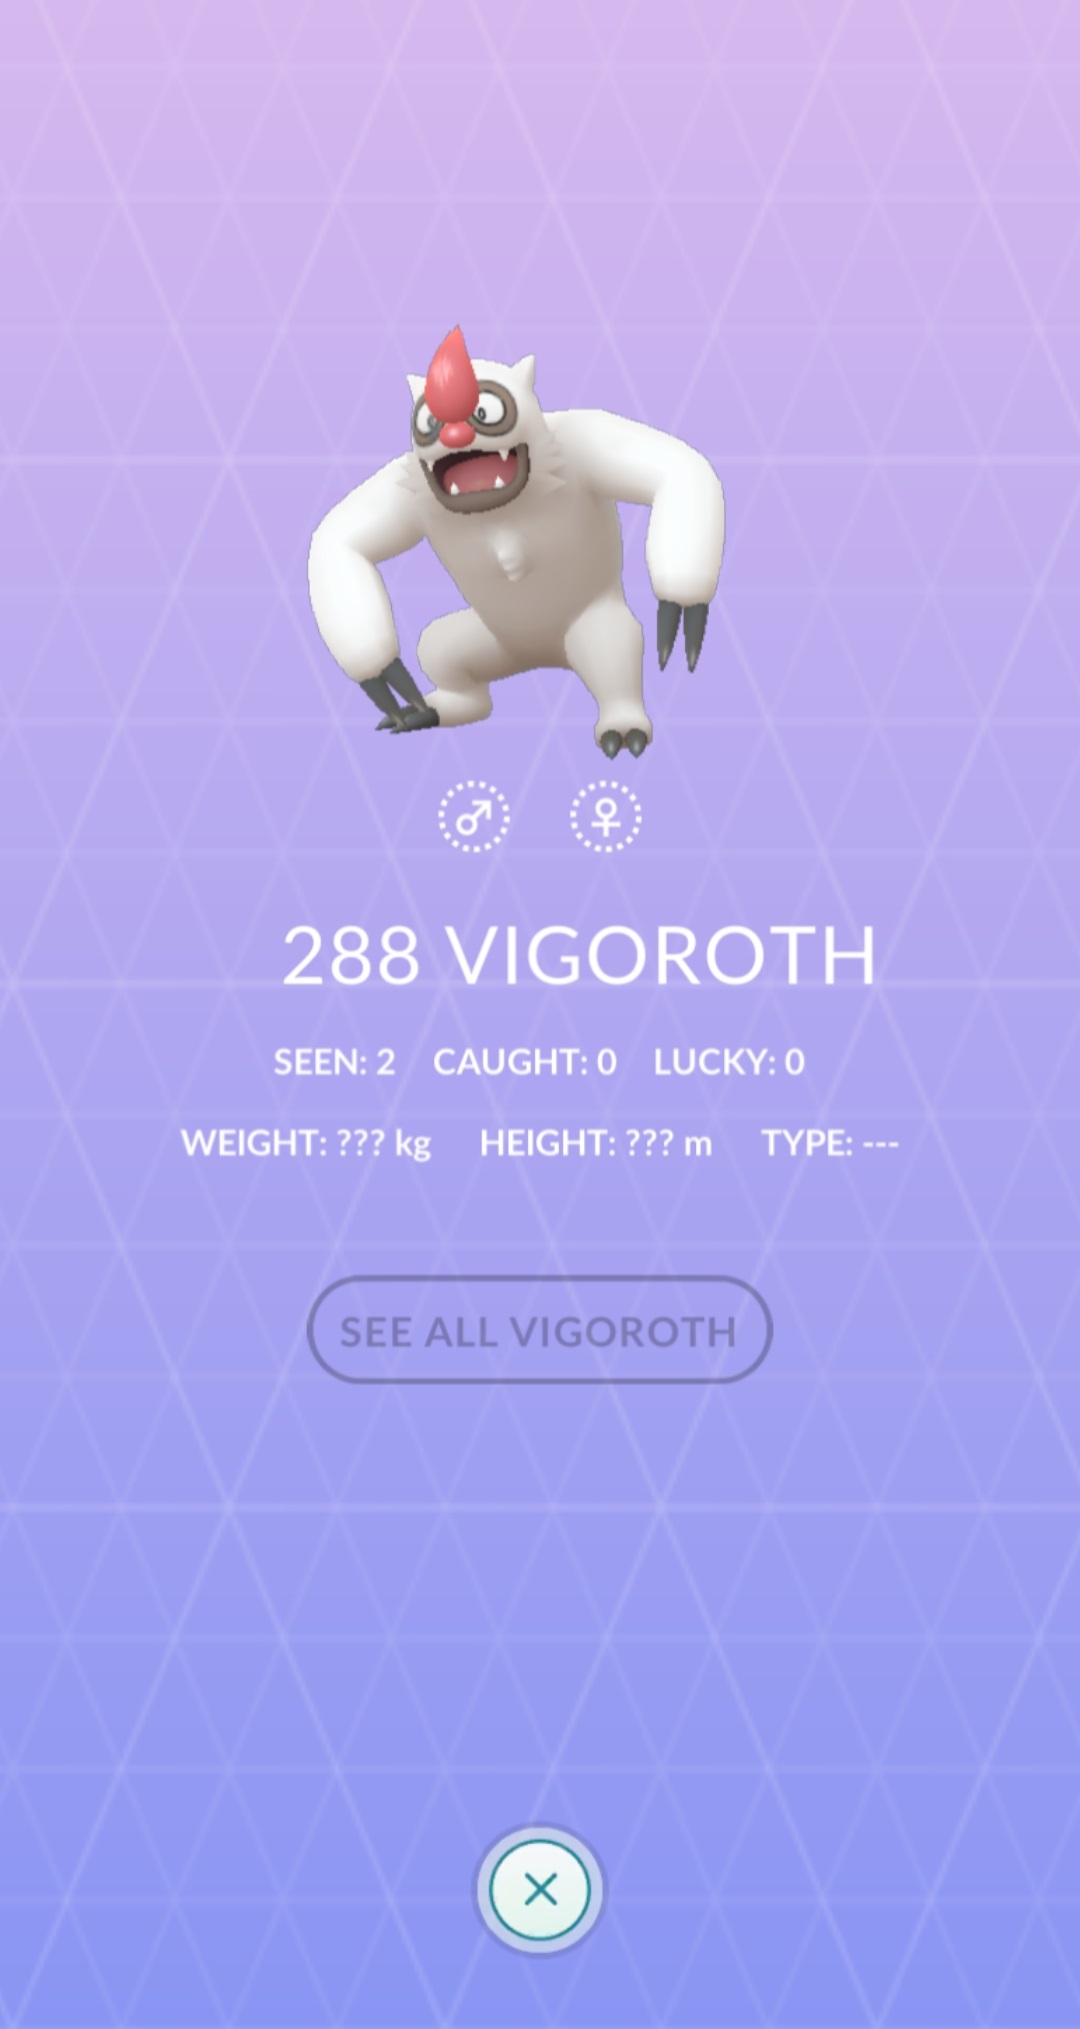 288 VIGOROTH
SEEN: 2 CAUGHT: 0 LUCKY: 0
WEIGHT: ??? kg HEIGHT: ??? m TYPE: ---
SEE ALL VIGOROTH